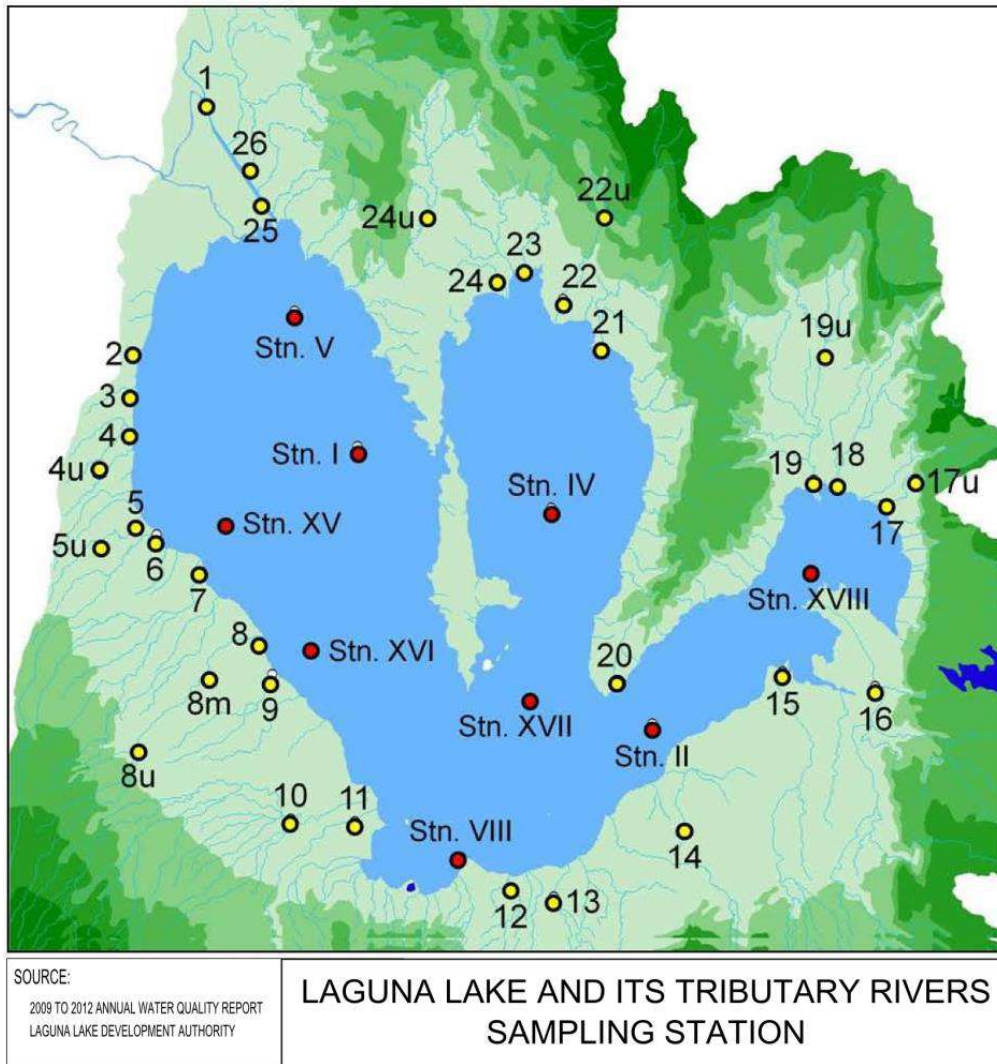 1
26
25
24u
22u
23
24
22
21
19u
Stn. V
2
3
4
4u
Stn. I
Stn. IV
19
18
17u
17
5
Stn. XV
5u
6
7
Stn. XVIII
8
Stn. XVI
20
8m
9
15
16
Stn. XVII
Stn. II
8u
10
11
Stn. VIII
14
12
13
SOURCE:
2009 TO 2012 ANNUAL WATER QUALITY REPORT
LAGUNA LAKE DEVELOPMENT AUTHORITY
LAGUNA LAKE AND ITS TRIBUTARY RIVERS
SAMPLING STATION